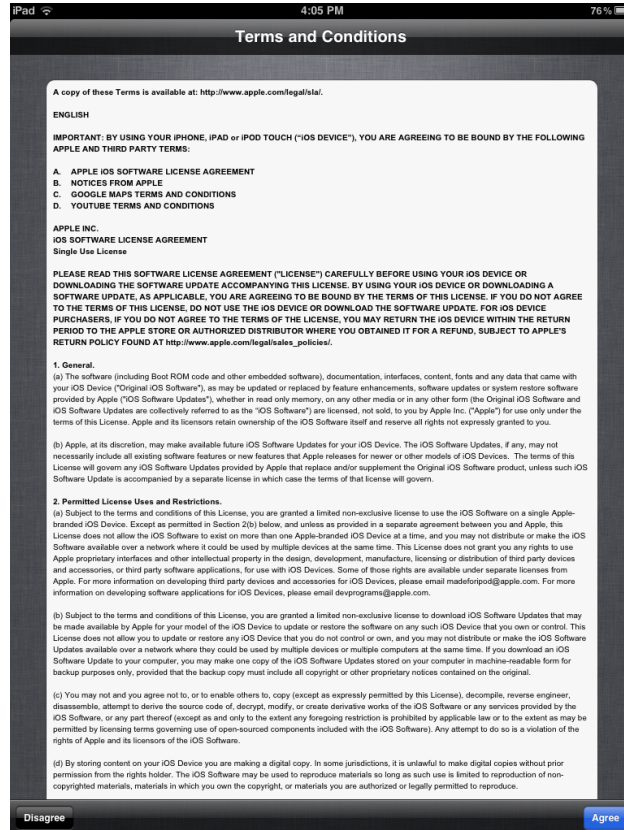 iPad 4:05 PM 76%
Terms and Conditions
A copy of these Terms is available at: http://www.apple.com/legal/sla/.
ENGLISH
IMPORTANT: BY USING YOUR iPHONE, iPAD or iPOD TOUCH (“iOS DEVICE”), YOU ARE AGREEING TO BE BOUND BY THE FOLLOWING
APPLE AND THIRD PARTY TERMS:
A. APPLE iOS SOFTWARE LICENSE AGREEMENT
B. NOTICES FROM APPLE
C. GOOGLE MAPS TERMS AND CONDITIONS
D. YOUTUBE TERMS AND CONDITIONS
APPLE INC.
iOS SOFTWARE LICENSE AGREEMENT
Single Use License
PLEASE READ THIS SOFTWARE LICENSE AGREEMENT ("LICENSE") CAREFULLY BEFORE USING YOUR iOS DEVICE OR
DOWNLOADING THE SOFTWARE UPDATE ACCOMPANYING THIS LICENSE. BY USING YOUR iOS DEVICE OR DOWNLOADING A
SOFTWARE UPDATE, AS APPLICABLE, YOU ARE AGREEING TO BE BOUND BY THE TERMS OF THIS LICENSE. IF YOU DO NOT AGREE
TO THE TERMS OF THIS LICENSE, DO NOT USE THE iOS DEVICE OR DOWNLOAD THE SOFTWARE UPDATE. FOR iOS DEVICE
PURCHASERS, IF YOU DO NOT AGREE TO THE TERMS OF THE LICENSE, YOU MAY RETURN THE iOS DEVICE WITHIN THE RETURN
PERIOD TO THE APPLE STORE OR AUTHORIZED DISTRIBUTOR WHERE YOU OBTAINED IT FOR A REFUND, SUBJECT TO APPLE'S
RETURN POLICY FOUND AT http://www.apple.com/legal/sales_policies/.
1. General.
(a) The software (including Boot ROM code and other embedded software), documentation, interfaces, content, fonts and any data that came with
your iOS Device ("Original iOS Software"), as may be updated or replaced by feature enhancements, software updates or system restore software
provided by Apple ("iOS Software Updates"), whether in read only memory, on any other media or in any other form (the Original iOS Software and
iOS Software Updates are collectively referred to as the "iOS Software") are licensed, not sold, to you by Apple Inc. ("Apple") for use only under the
terms of this License. Apple and its licensors retain ownership of the iOS Software itself and reserve all rights not expressly granted to you.
(b) Apple, at its discretion, may make available future iOS Software Updates for your iOS Device. The iOS Software Updates, if any, may not
necessarily include all existing software features or new features that Apple releases for newer or other models of iOS Devices. The terms of this
License will govern any iOS Software Updates provided by Apple that replace and/or supplement the Original iOS Software product, unless such iOS
Software Update is accompanied by a separate license in which case the terms of that license will govern.
2. Permitted License Uses and Restrictions.
(a) Subject to the terms and conditions of this License, you are granted a limited non-exclusive license to use the iOS Software on a single Apple-
branded iOS Device. Except as permitted in Section 2(b) below, and unless as provided in a separate agreement between you and Apple, this
License does not allow the iOS Software to exist on more than one Apple-branded iOS Device at a time, and you may not distribute or make the iOS
Software available over a network where it could be used by multiple devices at the same time. This License does not grant you any rights to use
Apple proprietary interfaces and other intellectual property in the design, development, manufacture, licensing or distribution of third party devices
and accessories, or third party software applications, for use with iOS Devices. Some of those rights are available under separate licenses from
Apple. For more information on developing third party devices and accessories for iOS Devices, please email madeforipod@apple.com. For more
information on developing software applications for iOS Devices, please email devprograms@apple.com.
(b) Subject to the terms and conditions of this License, you are granted a limited non-exclusive license to download iOS Software Updates that may
be made available by Apple for your model of the iOS Device to update or restore the software on any such iOS Device that you own or control. This
License does not allow you to update or restore any iOS Device that you do not control or own, and you may not distribute or make the iOS Software
Updates available over a network where they could be used by multiple devices or multiple computers at the same time. If you download an iOS
Software Update to your computer, you may make one copy of the iOS Software Updates stored on your computer in machine-readable form for
backup purposes only, provided that the backup copy must include all copyright or other proprietary notices contained on the original.
(c) You may not and you agree not to, or to enable others to, copy (except as expressly permitted by this License), decompile, reverse engineer,
disassemble, attempt to derive the source code of, decrypt, modify, or create derivative works of the iOS Software or any services provided by the
iOS Software, or any part thereof (except as and only to the extent any foregoing restriction is prohibited by applicable law or to the extent as may be
permitted by licensing terms governing use of open-sourced components included with the iOS Software). Any attempt to do so is a violation of the
rights of Apple and its licensors of the iOS Software.
(d) By storing content on your iOS Device you are making a digital copy. In some jurisdictions, it is unlawful to make digital copies without prior
permission from the rights holder. The iOS Software may be used to reproduce materials so long as such use is limited to reproduction of non-
copyrighted materials, materials in which you own the copyright, or materials you are authorized or legally permitted to reproduce.
Disagree Agree